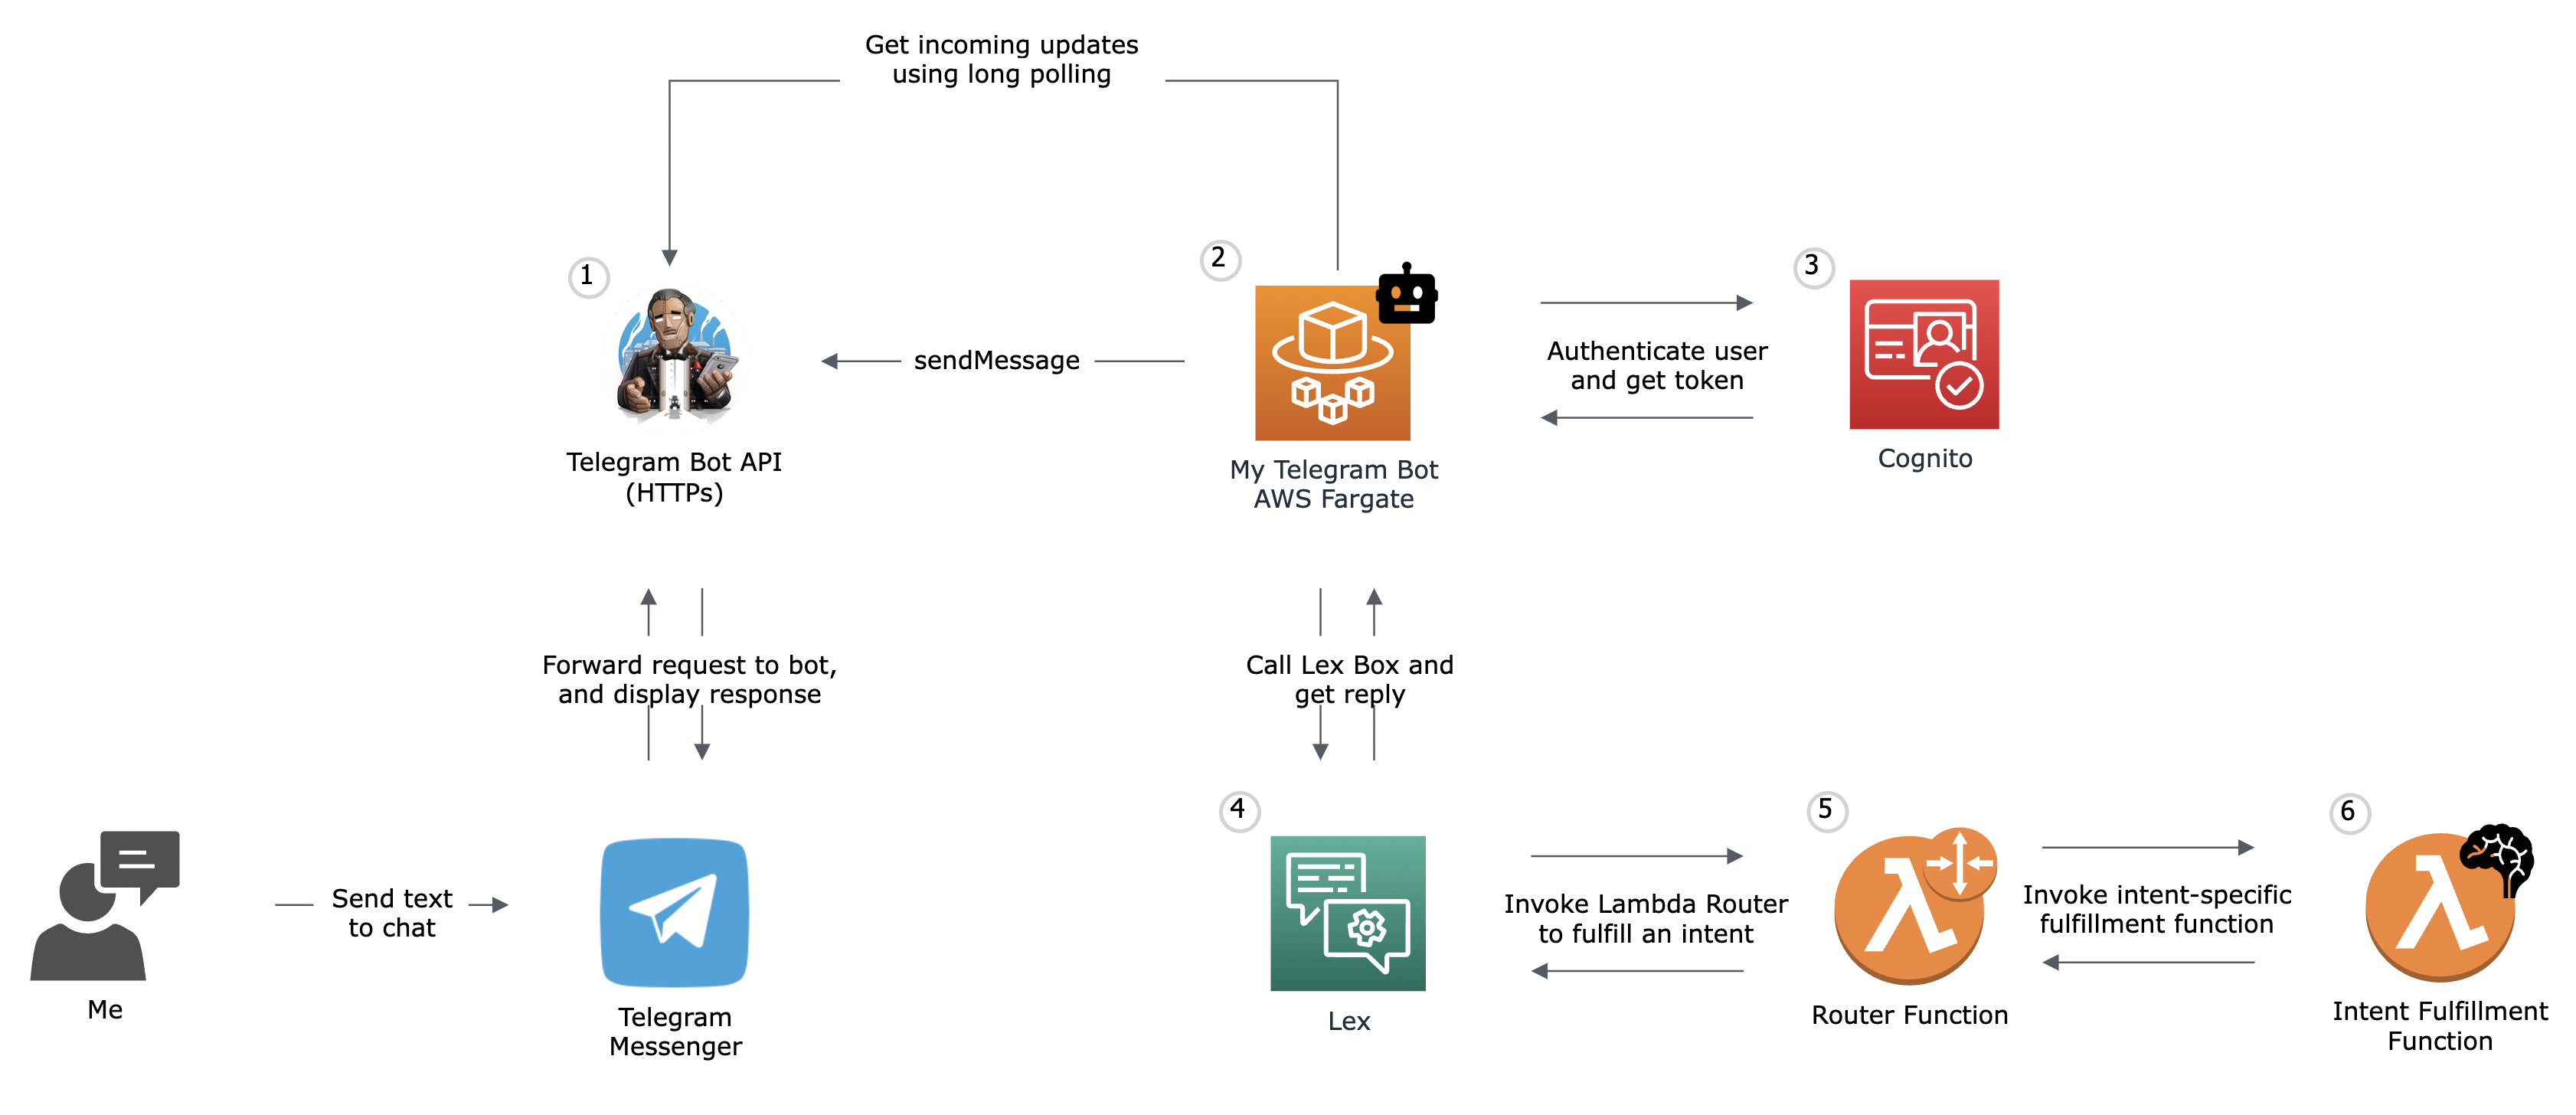 Get incoming updates
using long polling
1
2
3
sendMessage
Authenticate user
and get token
Telegram Bot API
(HTTPs)
My Telegram Bot
AWS Fargate
Cognito
Forward request to bot,
and display response
Call Lex Box and
get reply
4
5
6
Send text
to chat
Invoke Lambda Router
to fulfill an intent
Invoke intent-specific
fulfillment function
Me
Telegram
Messenger
Lex
Router Function
Intent Fulfillment
Function